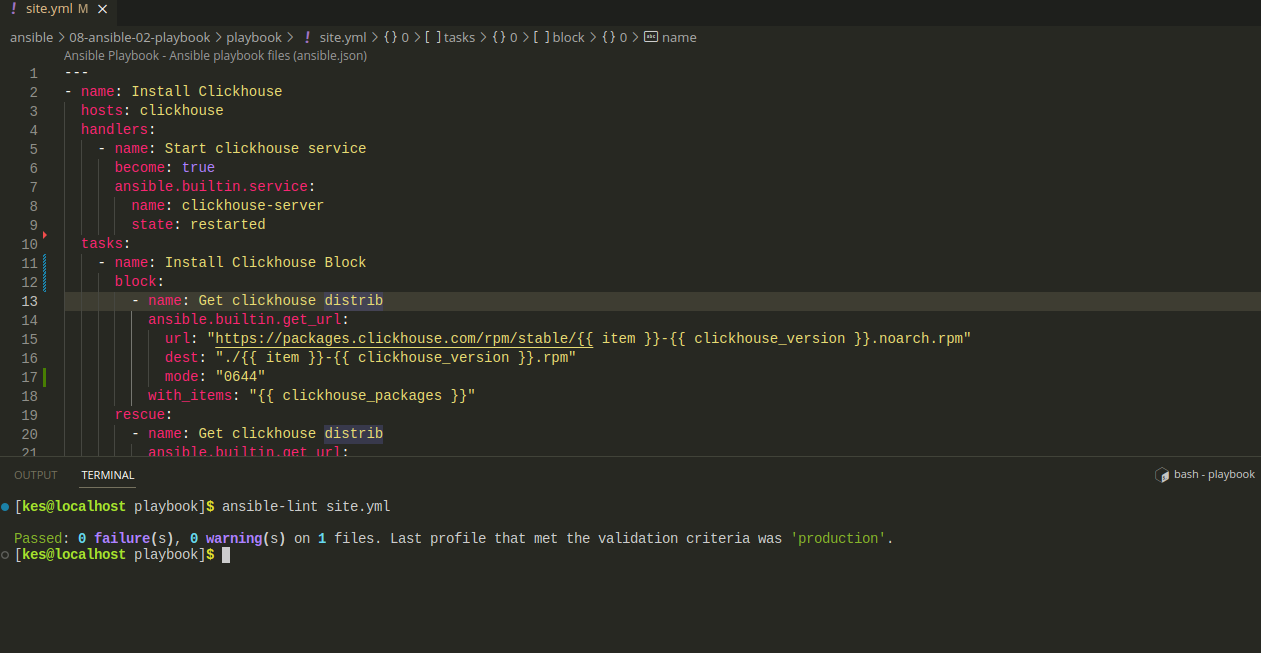 ! site.yml M ×
ansible > 08-ansible-02-playbook > playbook > ! site.yml > {} 0 > [ ] tasks > {} 0 > [ ] block > {} 0 > abc name
Ansible Playbook - Ansible playbook files (ansible.json)
1 ---
2 - name: Install Clickhouse
3   hosts: clickhouse
4   handlers:
5     - name: Start clickhouse service
6       become: true
7       ansible.builtin.service:
8         name: clickhouse-server
9         state: restarted
10   tasks:
11     - name: Install Clickhouse Block
12       block:
13         - name: Get clickhouse distrib
14           ansible.builtin.get_url:
15             url: "https://packages.clickhouse.com/rpm/stable/{{ item }}-{{ clickhouse_version }}.noarch.rpm"
16             dest: "./{{ item }}-{{ clickhouse_version }}.rpm"
17             mode: "0644"
18           with_items: "{{ clickhouse_packages }}"
19       rescue:
20         - name: Get clickhouse distrib
21           ansible.builtin.get_url:
OUTPUT TERMINAL bash - playbook
[kes@localhost playbook]$ ansible-lint site.yml
Passed: 0 failure(s), 0 warning(s) on 1 files. Last profile that met the validation criteria was 'production'.
[kes@localhost playbook]$